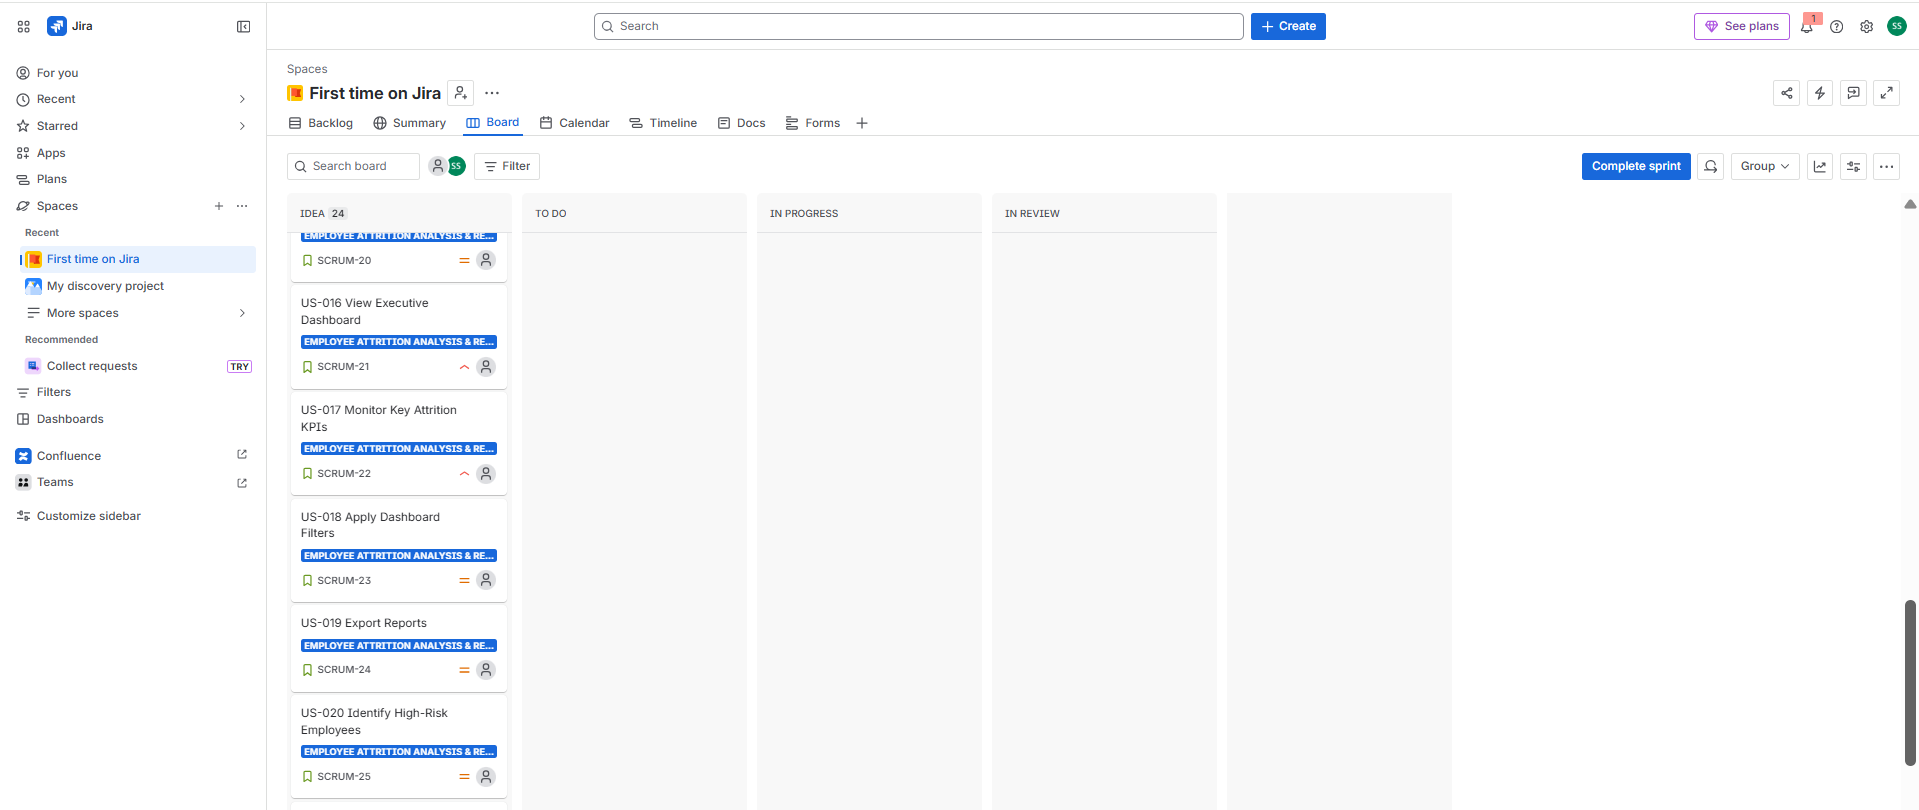 Jira
Search
Create
See plans
1
SS
For you
Recent
Starred
Apps
Plans
Spaces
Recent
First time on Jira
My discovery project
More spaces
Recommended
Collect requests
TRY
Filters
Dashboards
Confluence
Teams
Customize sidebar
Spaces
First time on Jira
Backlog
Summary
Board
Calendar
Timeline
Docs
Forms
Search board
SS
Filter
Complete sprint
Group
IDEA 24
TO DO
IN PROGRESS
IN REVIEW
EMPLOYEE ATTRITION ANALYSIS & RE...
SCRUM-20
US-016 View Executive
Dashboard
EMPLOYEE ATTRITION ANALYSIS & RE...
SCRUM-21
US-017 Monitor Key Attrition
KPIs
EMPLOYEE ATTRITION ANALYSIS & RE...
SCRUM-22
US-018 Apply Dashboard
Filters
EMPLOYEE ATTRITION ANALYSIS & RE...
SCRUM-23
US-019 Export Reports
EMPLOYEE ATTRITION ANALYSIS & RE...
SCRUM-24
US-020 Identify High-Risk
Employees
EMPLOYEE ATTRITION ANALYSIS & RE...
SCRUM-25